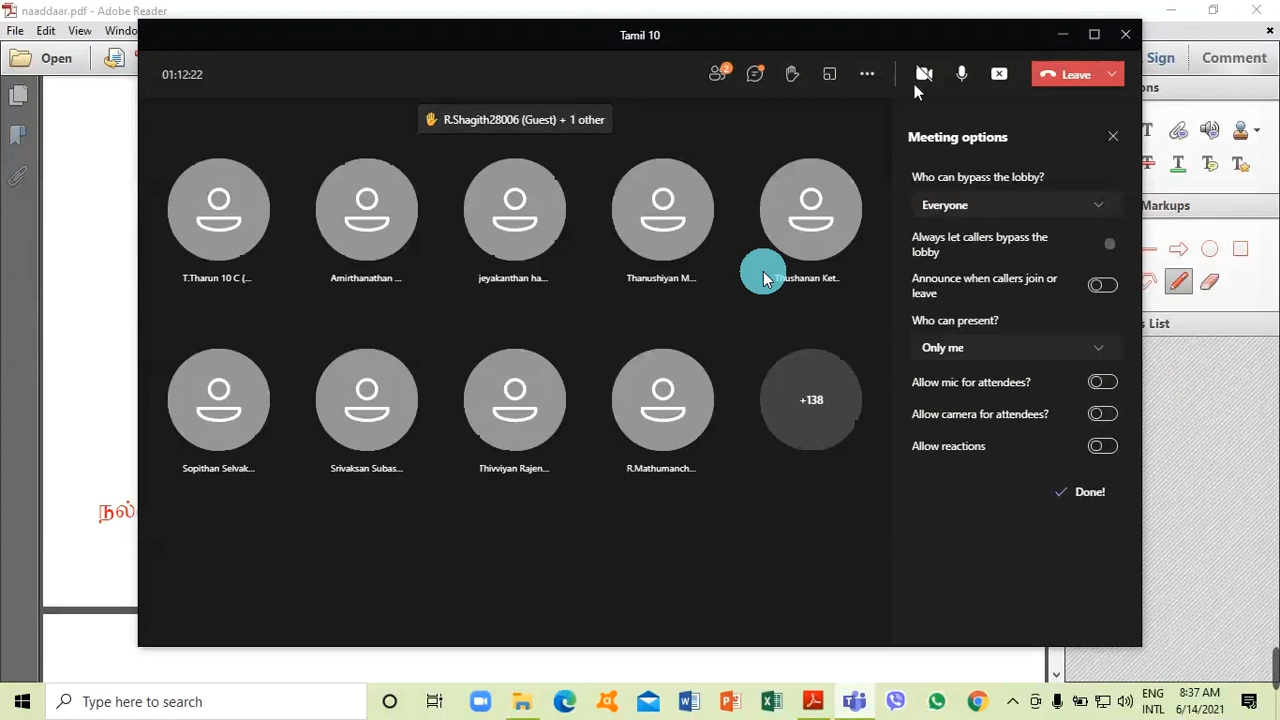 naaddaar.pdf - Adobe Reader
File Edit View Windo
Open
Sign Comment
Tamil 10
01:12:22
2
Leave
R.Shagith28006 (Guest) + 1 other
T.Tharun 10 C (...
Amirthanathan ...
jeyakanthan ha...
Thanushiyan M...
Thushanan Ket..
Sopithan Selvak...
Srivaksan Subas...
Thivviyan Rajen...
R.Mathumanch...
+138
Meeting options
Who can bypass the lobby?
Everyone
Always let callers bypass the
lobby
Announce when callers join or
leave
Who can present?
Only me
Allow mic for attendees?
Allow camera for attendees?
Allow reactions
Done!
Markups
நல்
Type here to search
ENG
INTL
8:37 AM
6/14/2021